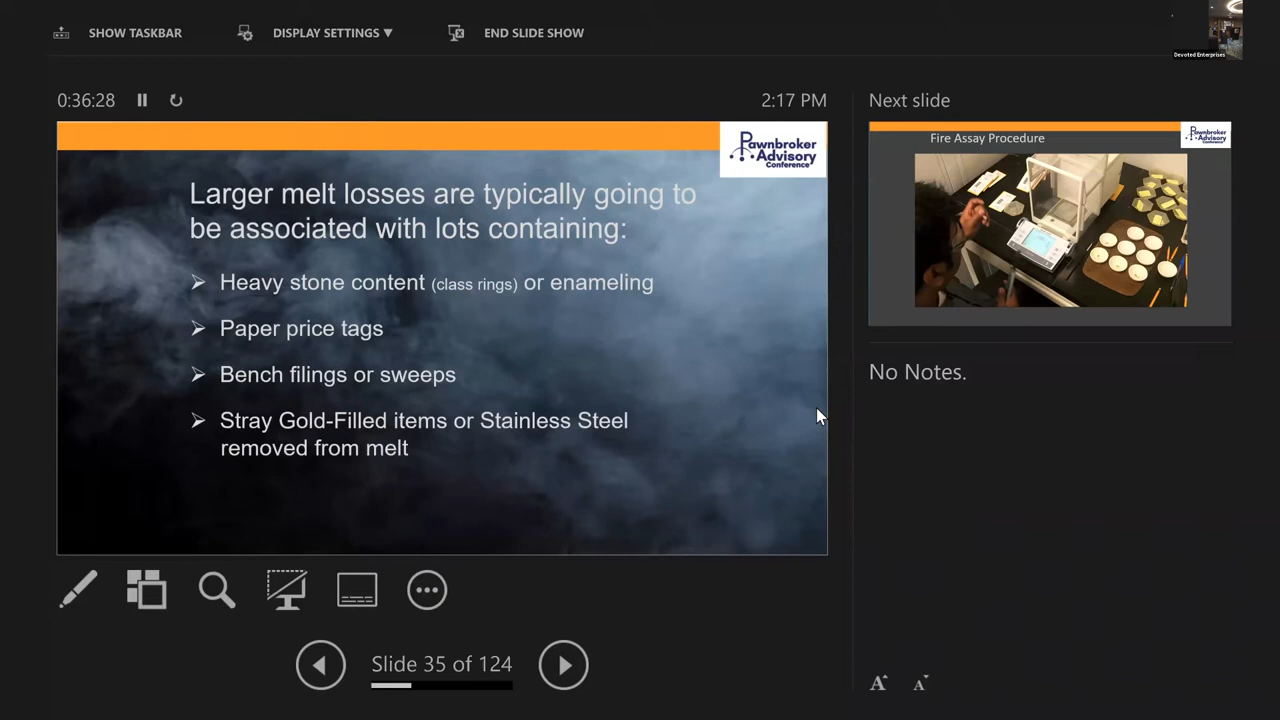 SHOW TASKBAR
DISPLAY SETTINGS ▼
END SLIDE SHOW
Devoted Enterprises
0:36:28
2:17 PM
Next slide
Pawnbroker
Advisory
Conference
Larger melt losses are typically going to
be associated with lots containing:
➢ Heavy stone content (class rings) or enameling
➢ Paper price tags
➢ Bench filings or sweeps
➢ Stray Gold-Filled items or Stainless Steel
removed from melt
Fire Assay Procedure
Pawnbroker
Advisory
Conference
No Notes.
Slide 35 of 124
A A